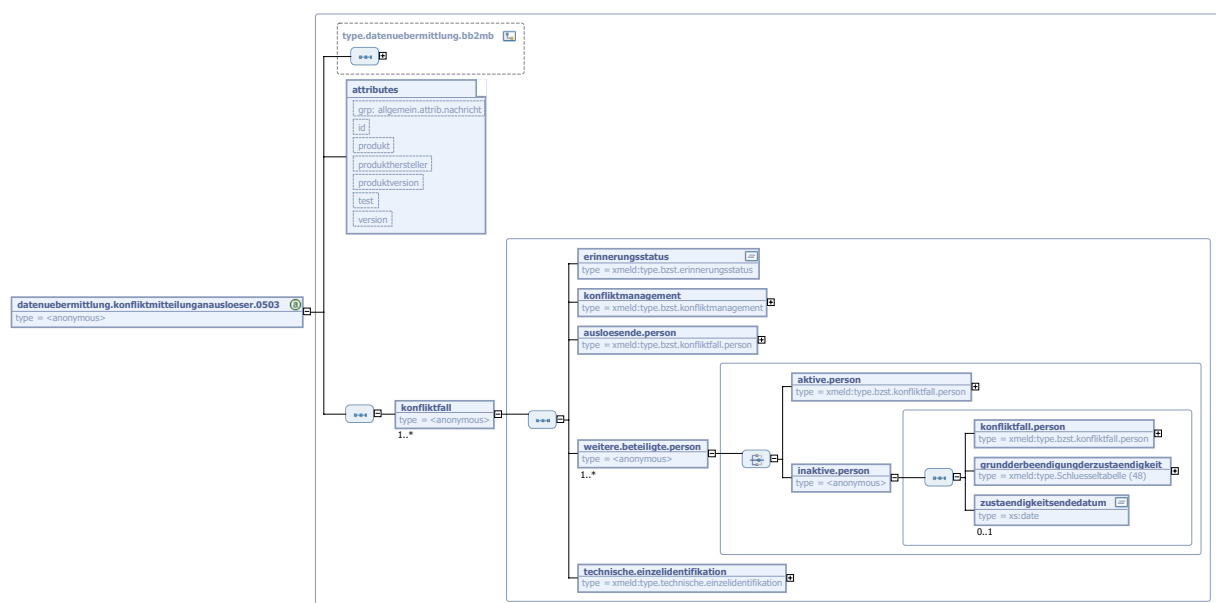 type.datenuebermittlung.bb2mb
attributes
grp: allgemein.attrib.nachricht
id
produkt
produkthersteller
produktversion
test
version
datenuebermittlung.konfliktmitteilunganausloeser.0503
type = <anonymous>
konfliktfall
type = <anonymous>
1..*
erinnerungsstatus
type = xmeld:type.bzst.erinnerungsstatus
konfliktmanagement
type = xmeld:type.bzst.konfliktmanagement
ausloesende.person
type = xmeld:type.bzst.konfliktfall.person
weitere.beteiligte.person
type = <anonymous>
1..*
aktive.person
type = xmeld:type.bzst.konfliktfall.person
inaktive.person
type = <anonymous>
konfliktfall.person
type = xmeld:type.bzst.konfliktfall.person
grundderbeendigungderzustaendigkeit
type = xmeld:type.Schluesseltabelle (48)
zustaendigkeitsendedatum
type = xs:date
0..1
technische.einzelidentifikation
type = xmeld:type.technische.einzelidentifikation